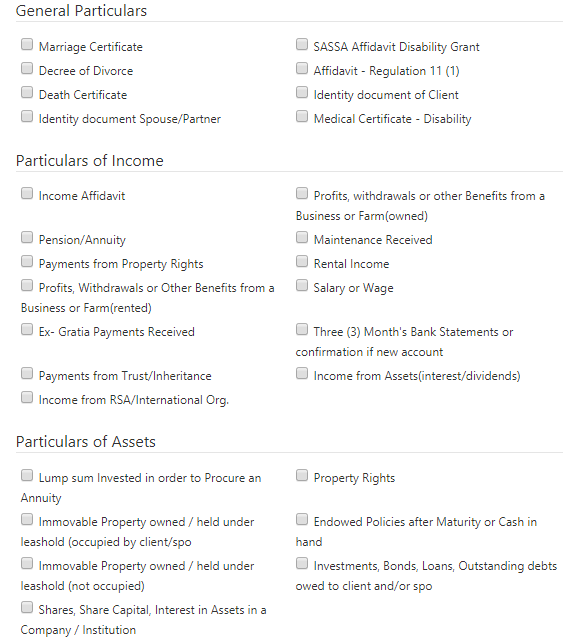 General Particulars
Marriage Certificate
SASSA Affidavit Disability Grant
Decree of Divorce
Affidavit - Regulation 11 (1)
Death Certificate
Identity document of Client
Identity document Spouse/Partner
Medical Certificate - Disability
Particulars of Income
Income Affidavit
Profits, withdrawals or other Benefits from a
Business or Farm(owned)
Pension/Annuity
Maintenance Received
Payments from Property Rights
Rental Income
Profits, Withdrawals or Other Benefits from a
Business or Farm(rented)
Salary or Wage
Ex- Gratia Payments Received
Three (3) Month's Bank Statements or
confirmation if new account
Payments from Trust/Inheritance
Income from Assets(interest/dividends)
Income from RSA/International Org.
Particulars of Assets
Lump sum Invested in order to Procure an
Annuity
Property Rights
Immovable Property owned / held under
leashold (occupied by client/spo
Endowed Policies after Maturity or Cash in
hand
Immovable Property owned / held under
leashold (not occupied)
Investments, Bonds, Loans, Outstanding debts
owed to client and/or spo
Shares, Share Capital, Interest in Assets in a
Company / Institution